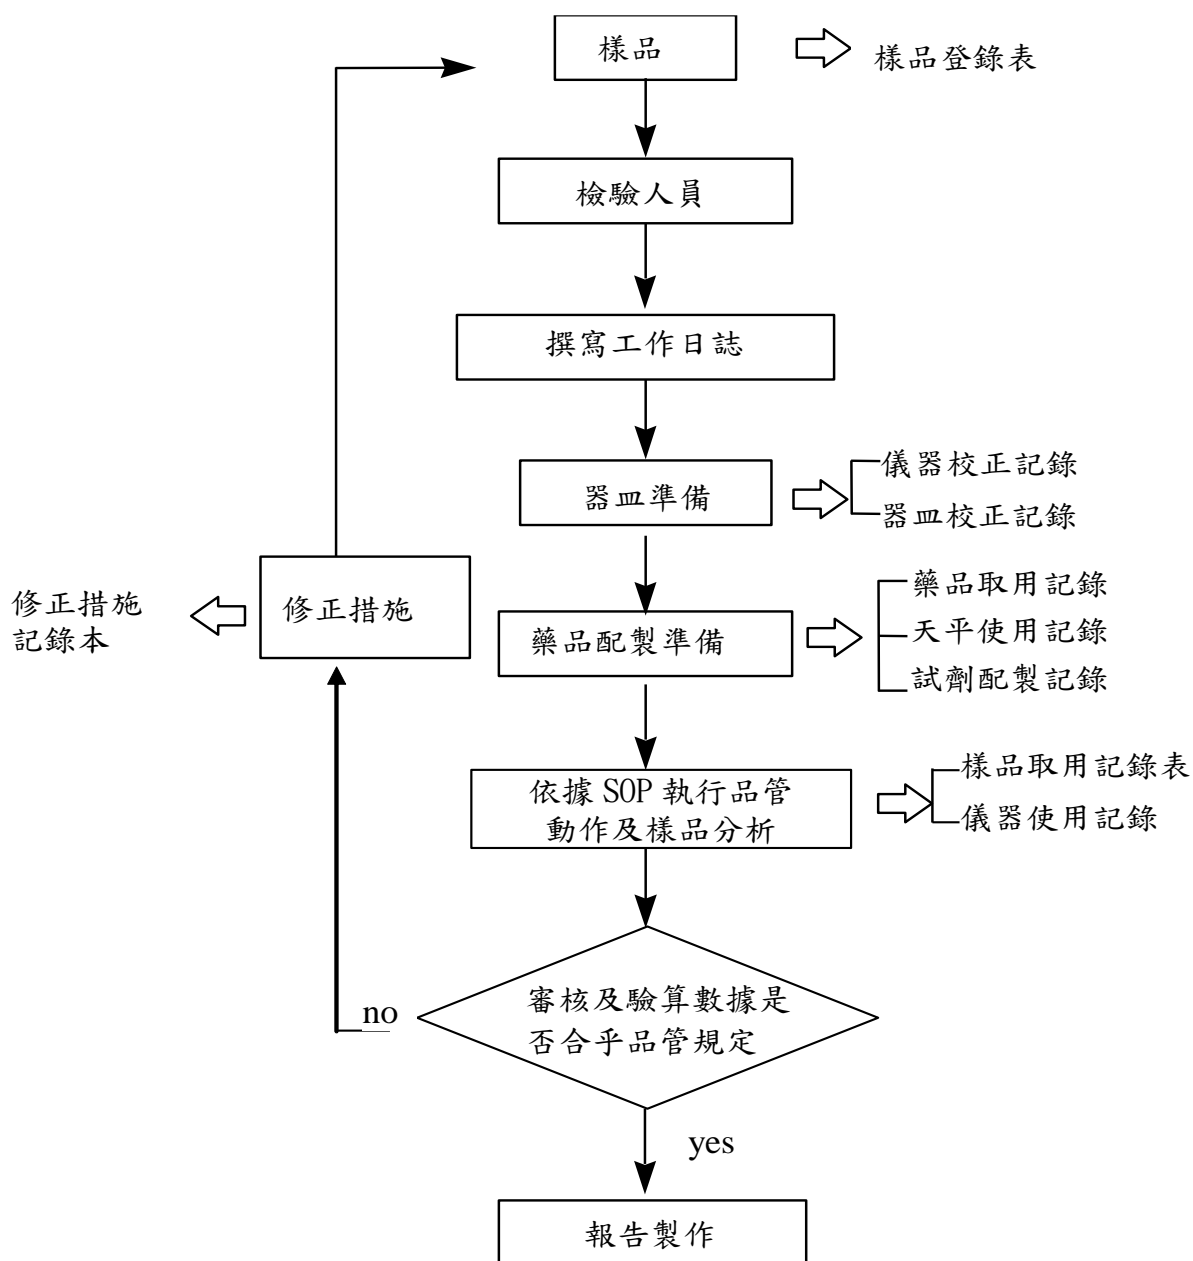 樣品
樣品登錄表
檢驗人員
撰寫工作日誌
器皿準備
儀器校正記錄
器皿校正記錄
修正措施
記錄本
修正措施
藥品配製準備
藥品取用記錄
天平使用記錄
試劑配製記錄
依據 SOP 執行品管
動作及樣品分析
樣品取用記錄表
儀器使用記錄
審核及驗算數據是
否合乎品管規定
no
yes
報告製作